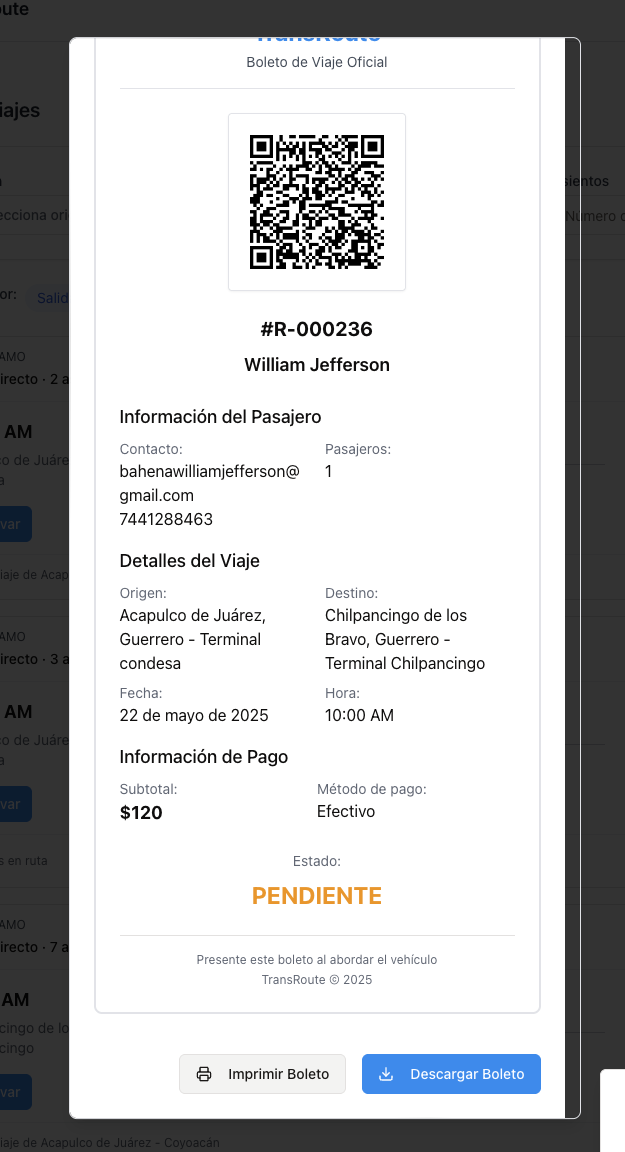 ute
iajes
TransRoute
Boleto de Viaje Oficial
sientos
ecciona ori
Numero d
or:
Salid
#R-000236
William Jefferson
AMO
irecto · 2 a
AM
co de Juáre
a
var
iaje de Acap
Información del Pasajero
Contacto:
Pasajeros:
bahenawilliamjefferson@
gmail.com
1
7441288463
Detalles del Viaje
Origen:
Destino:
Acapulco de Juárez,
Guerrero - Terminal
condesa
Chilpancingo de los
Bravo, Guerrero -
Terminal Chilpancingo
Fecha:
Hora:
22 de mayo de 2025
10:00 AM
AMO
irecto · 3 a
AM
co de Juáre
a
var
s en ruta
Información de Pago
Subtotal:
Método de pago:
$120
Efectivo
Estado:
PENDIENTE
Presente este boleto al abordar el vehículo
TransRoute © 2025
AMO
irecto · 7 a
AM
cingo de lo
cingo
var
Imprimir Boleto
Descargar Boleto
iaje de Acapulco de Juárez - Coyoacán